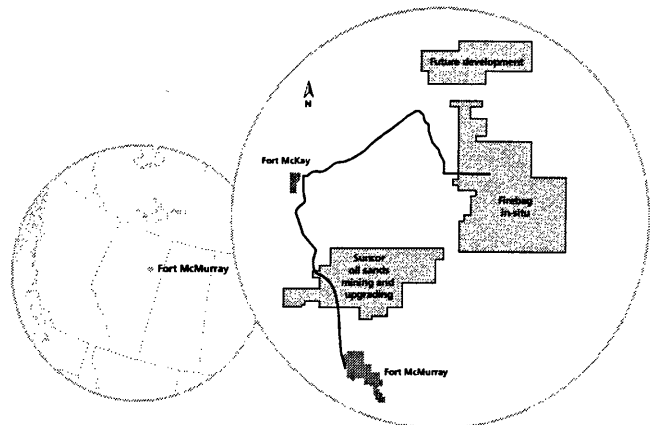 Future development
N
Fort McKay
Firebag
in-situ
Fort McMurray
Suncor
oil sands
mining and
upgrading
Fort McMurray